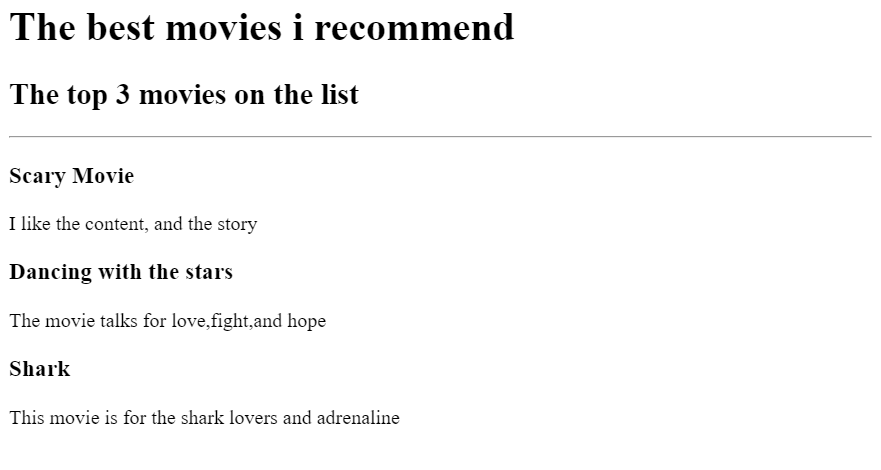 The best movies i recommend
The top 3 movies on the list
Scary Movie
I like the content, and the story
Dancing with the stars
The movie talks for love,fight,and hope
Shark
This movie is for the shark lovers and adrenaline